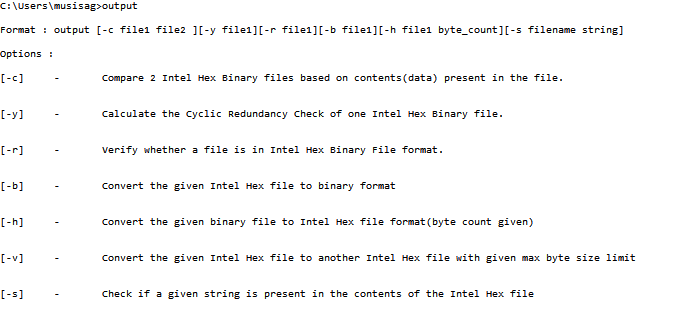 C:\Users\musisag>output
Format : output [-c file1 file2 ][-y file1][-r file1][-b file1][-h file1 byte_count][-s filename string]
Options :
[-c] - Compare 2 Intel Hex Binary files based on contents(data) present in the file.
[-y] - Calculate the Cyclic Redundancy Check of one Intel Hex Binary file.
[-r] - Verify whether a file is in Intel Hex Binary File format.
[-b] - Convert the given Intel Hex file to binary format
[-h] - Convert the given binary file to Intel Hex file format(byte count given)
[-v] - Convert the given Intel Hex file to another Intel Hex file with given max byte size limit
[-s] - Check if a given string is present in the contents of the Intel Hex file